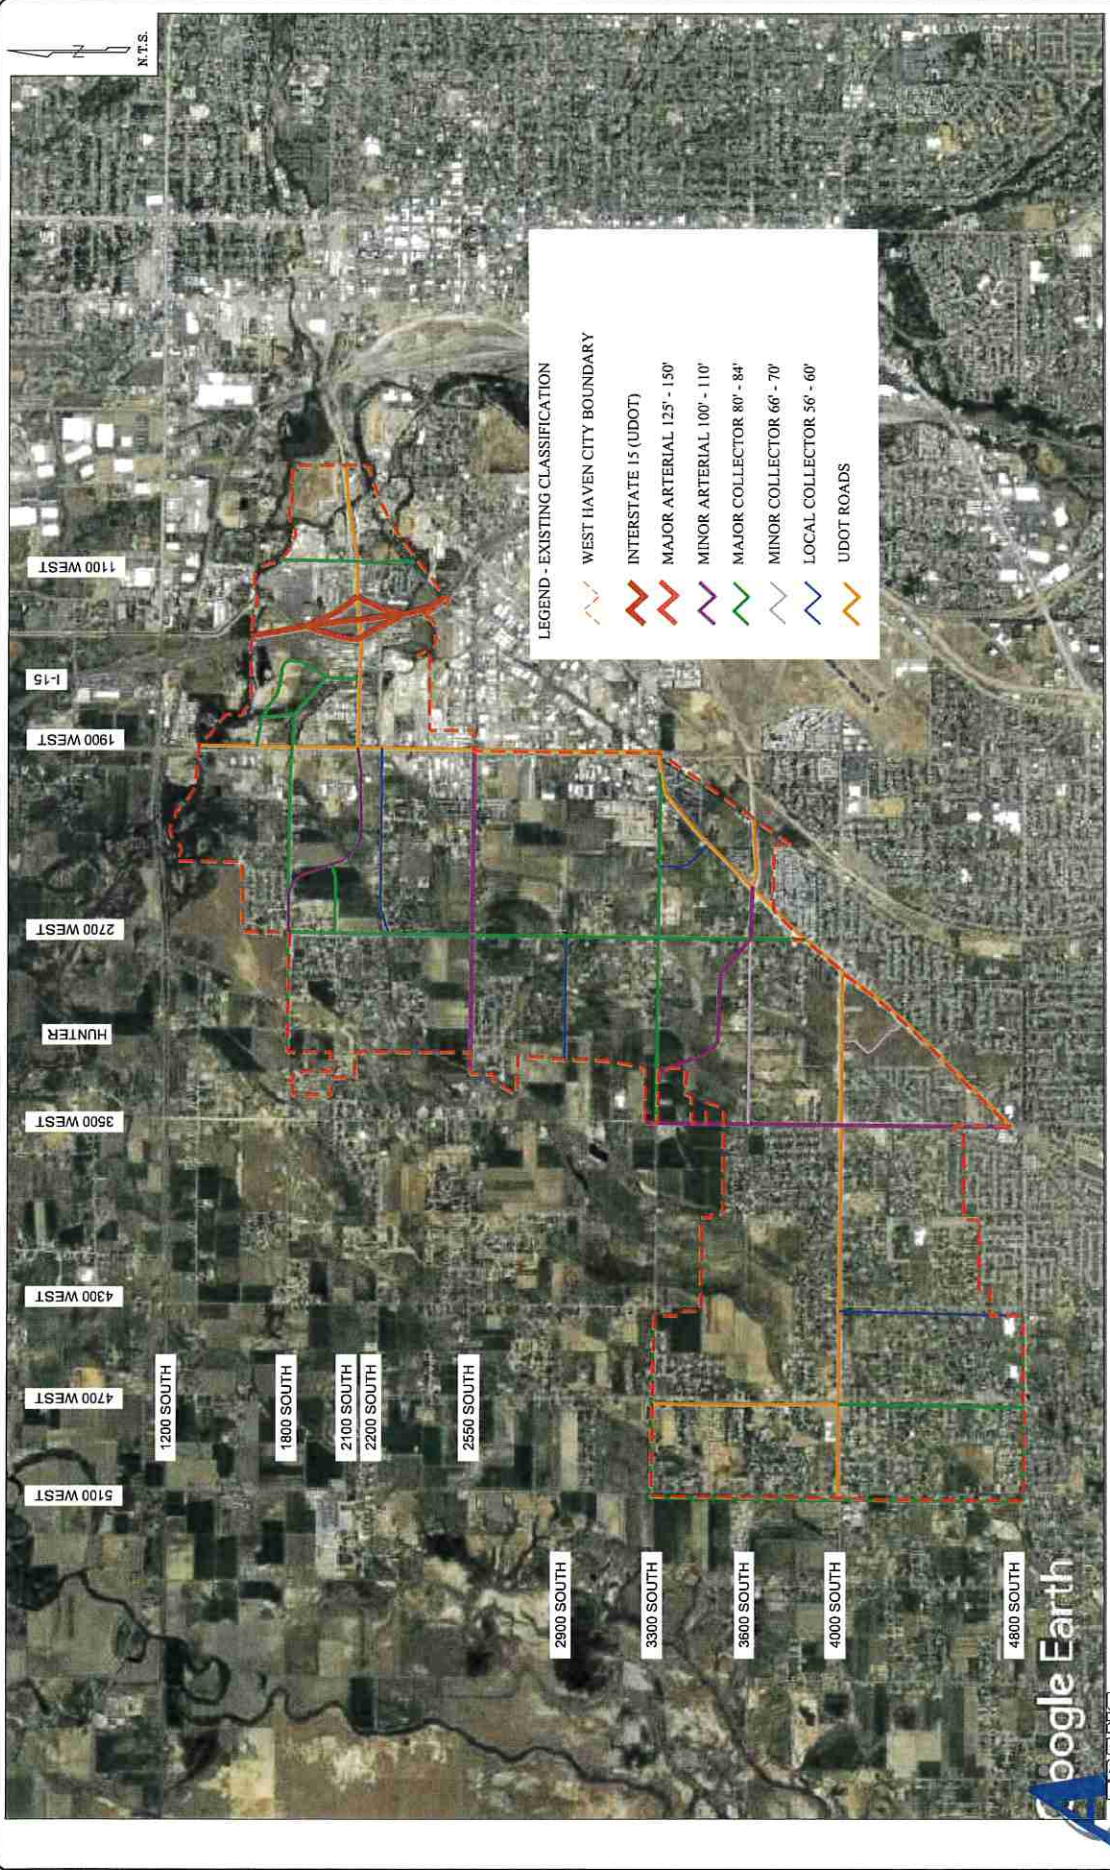 N.T.S.
N
1100 WEST
I-15
1900 WEST
2700 WEST
HUNTER
3500 WEST
4300 WEST
4700 WEST
5100 WEST
1200 SOUTH
1800 SOUTH
2100 SOUTH
2200 SOUTH
2550 SOUTH
2900 SOUTH
3300 SOUTH
3600 SOUTH
4000 SOUTH
4800 SOUTH
LEGEND - EXISTING CLASSIFICATION
WEST HAVEN CITY BOUNDARY
INTERSTATE 15 (UDOT)
MAJOR ARTERIAL 125' - 150'
MINOR ARTERIAL 100' - 110'
MAJOR COLLECTOR 80' - 84'
MINOR COLLECTOR 66' - 70'
LOCAL COLLECTOR 56' - 60'
UDOT ROADS
Google Earth